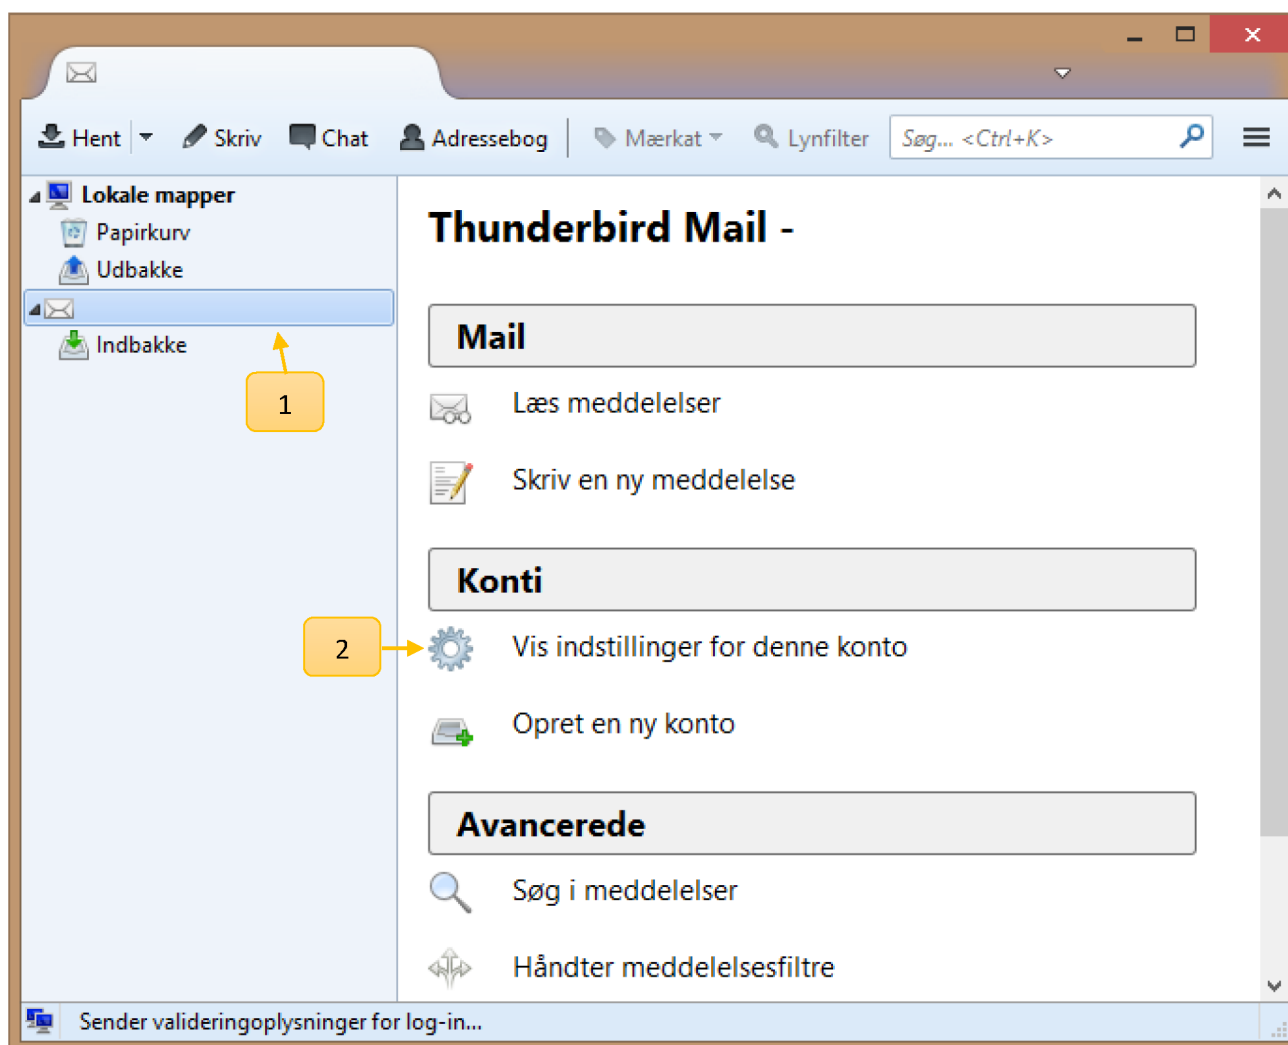 Hent
Skriv
Chat
Adressebog
Mærkat
Lynfilter
Søg... <Ctrl+K>
Lokale mapper
Papirkurv
Udbakke
Indbakke
1
Thunderbird Mail -
Mail
Læs meddelelser
Skriv en ny meddelelse
Konti
2
Vis indstillinger for denne konto
Opret en ny konto
Avancerede
Søg i meddelelser
Håndter meddelelsesfiltre
Sender valideringoplysninger for log-in...